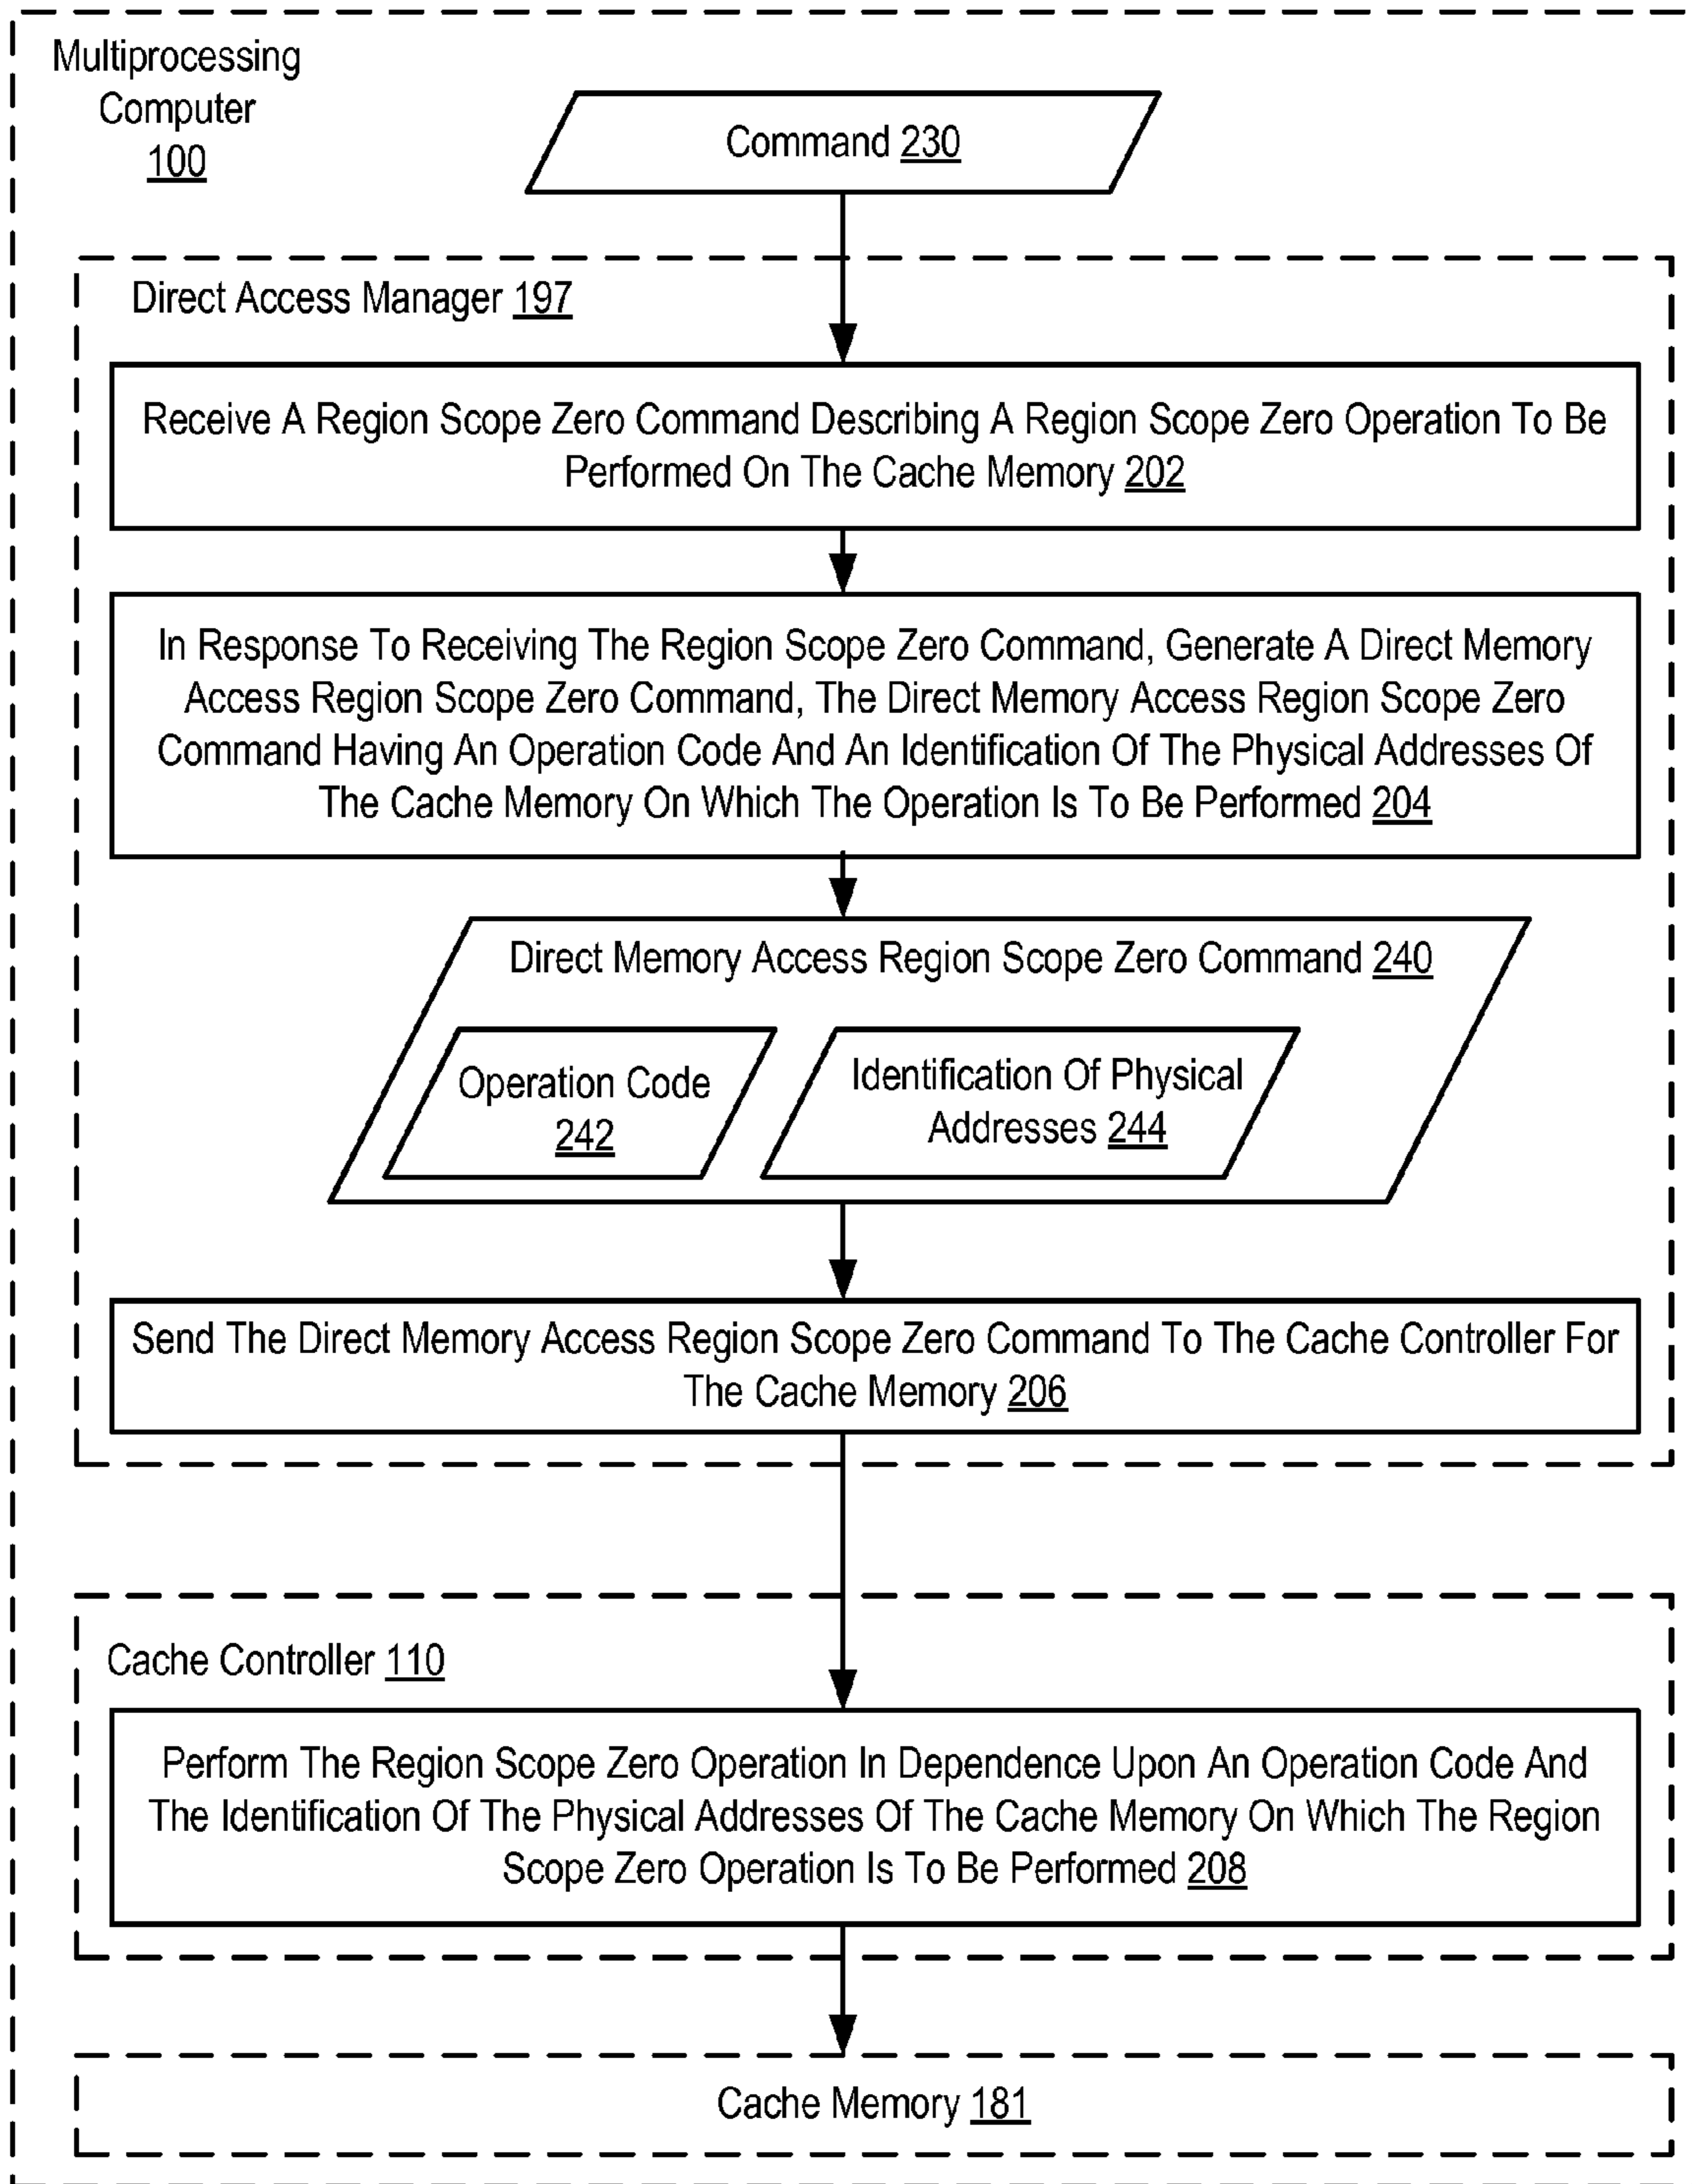 Multiprocessing
Computer
100
Command 230
Direct Access Manager 197
Receive A Region Scope Zero Command Describing A Region Scope Zero Operation To Be
Performed On The Cache Memory 202
In Response To Receiving The Region Scope Zero Command, Generate A Direct Memory
Access Region Scope Zero Command, The Direct Memory Access Region Scope Zero
Command Having An Operation Code And An Identification Of The Physical Addresses Of
The Cache Memory On Which The Operation Is To Be Performed 204
Direct Memory Access Region Scope Zero Command 240
Operation Code
242
Identification Of Physical
Addresses 244
Send The Direct Memory Access Region Scope Zero Command To The Cache Controller For
The Cache Memory 206
Cache Controller 110
Perform The Region Scope Zero Operation In Dependence Upon An Operation Code And
The Identification Of The Physical Addresses Of The Cache Memory On Which The Region
Scope Zero Operation Is To Be Performed 208
Cache Memory 181